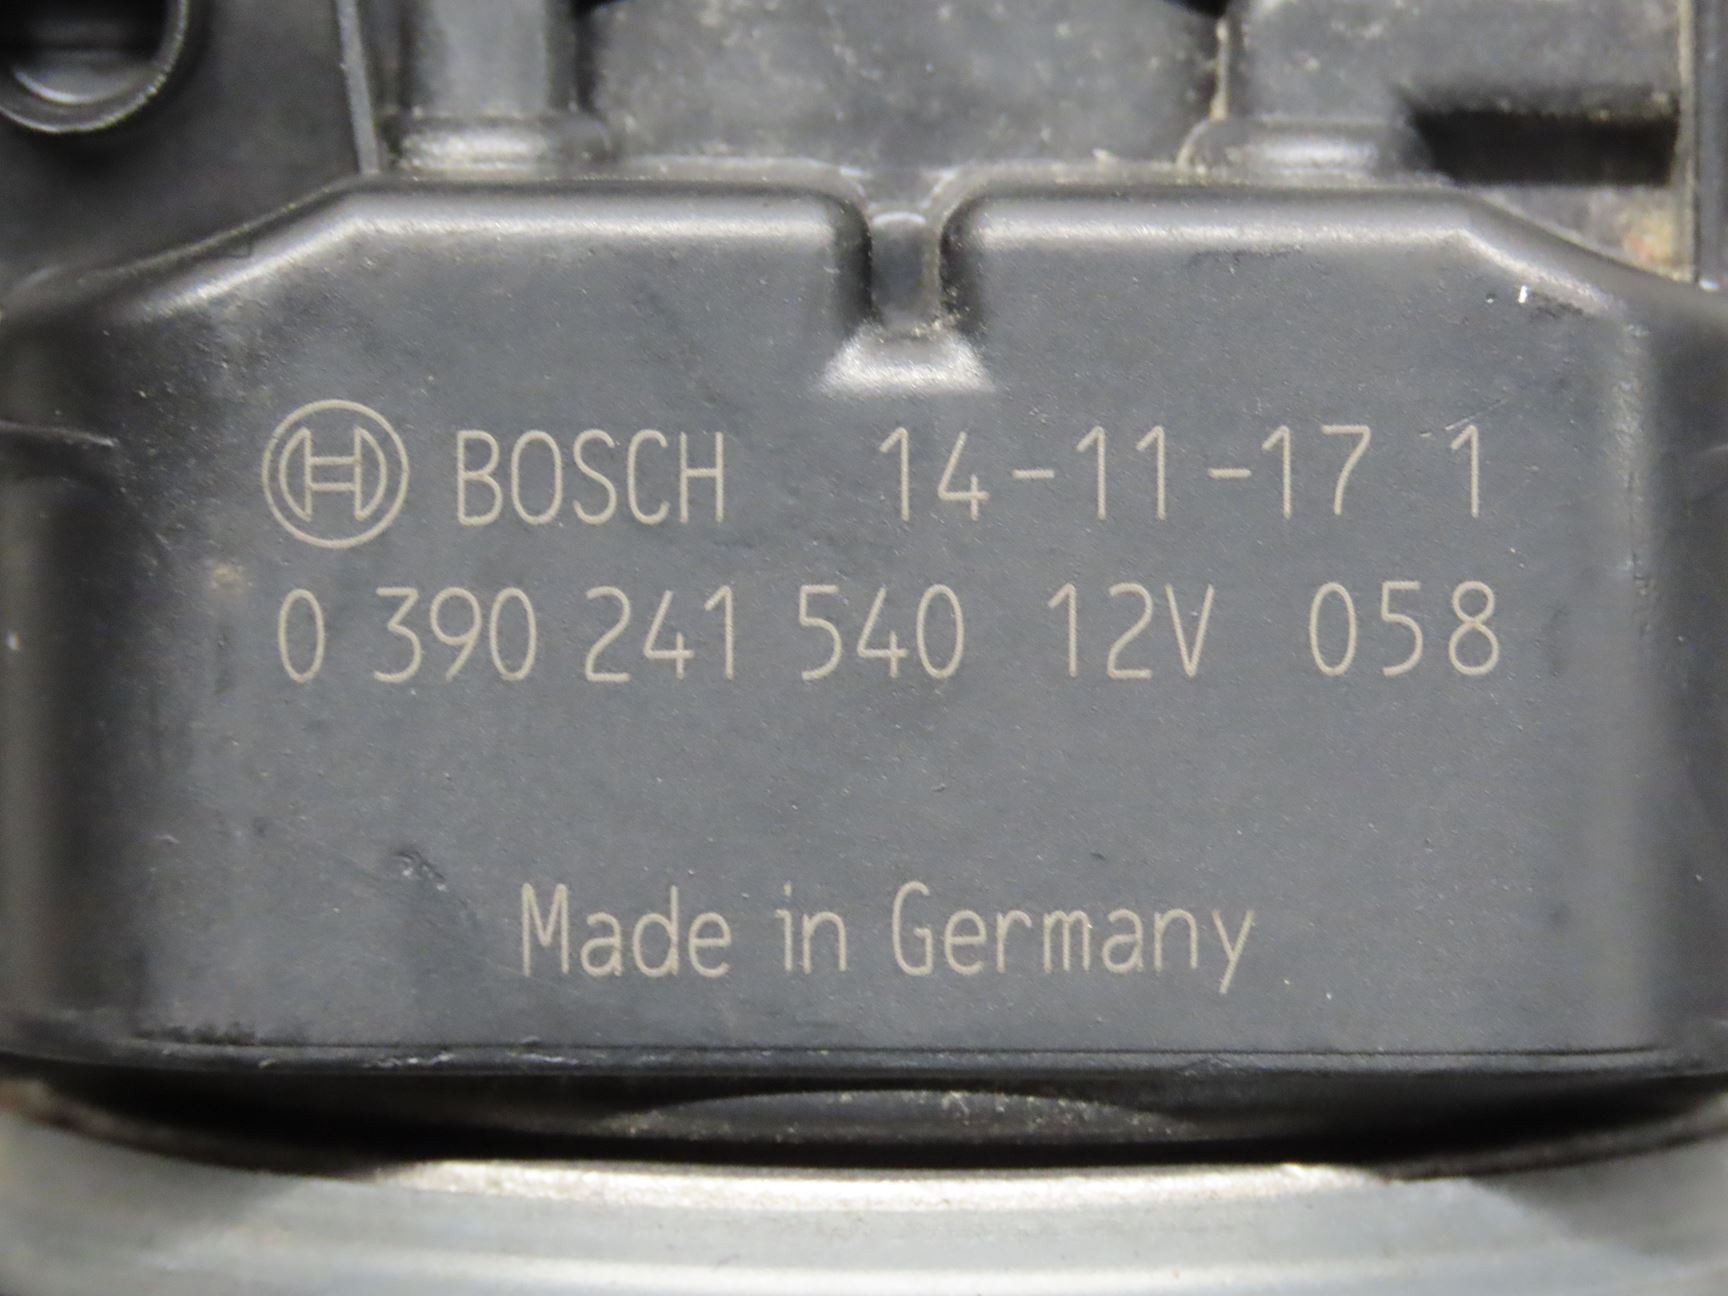 BOSCH 14-11-17 1
0 390 241 540 12V 058
Made in Germany